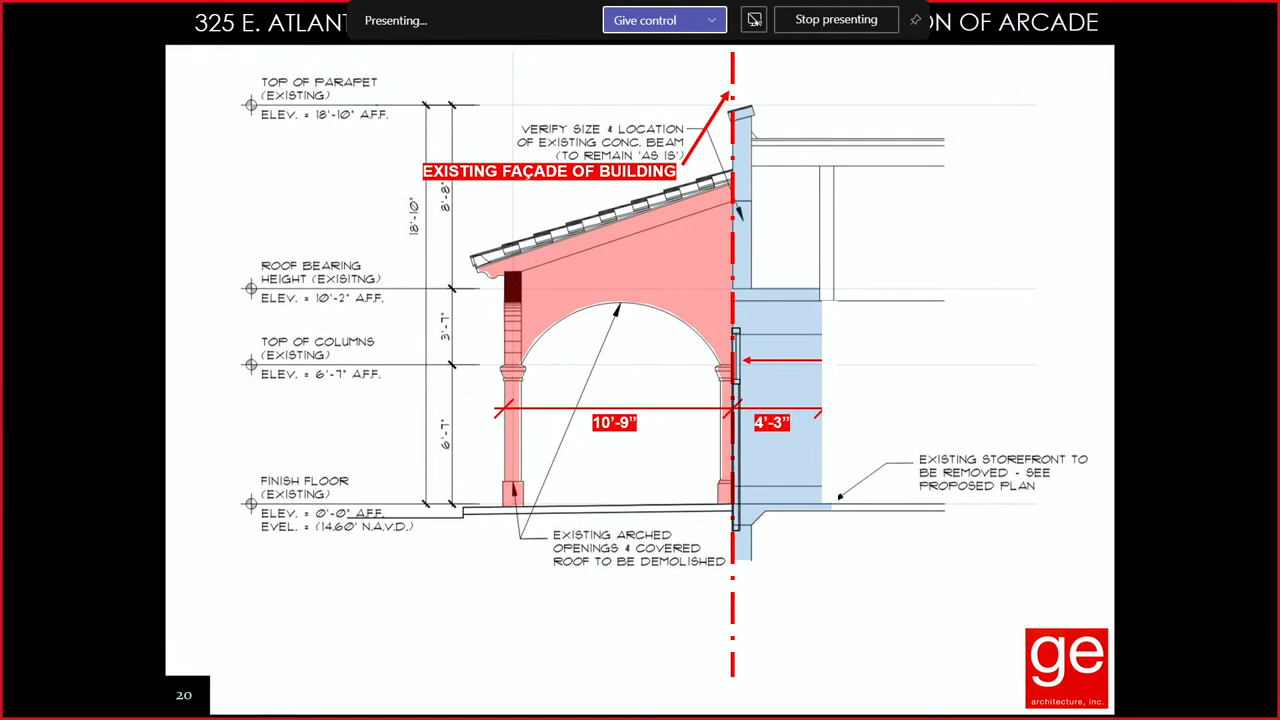 325 E. ATLANT
Presenting...
Give control
Stop presenting
ON OF ARCADE
TOP OF PARAPET
(EXISTING)
ELEV. = 18'-10" A.F.F.
VERIFY SIZE & LOCATION
OF EXISTING CONC. BEAM
(TO REMAIN 'AS IS')
EXISTING FAÇADE OF BUILDING
18'-10"
8'-8"
ROOF BEARING
HEIGHT (EXISITNG)
ELEV. = 10'-2" A.F.F.
3'-7"
TOP OF COLUMNS
(EXISTING)
ELEV. = 6'-7" A.F.F.
10'-9”
4'-3”
6'-7"
EXISTING STOREFRONT TO
BE REMOVED - SEE
PROPOSED PLAN
FINISH FLOOR
(EXISTING)
ELEV. = 0'-0" A.F.F.
EVEL. = (14.60' N.A.V.D.)
EXISTING ARCHED
OPENINGS & COVERED
ROOF TO BE DEMOLISHED
20
ge
architecture, inc.